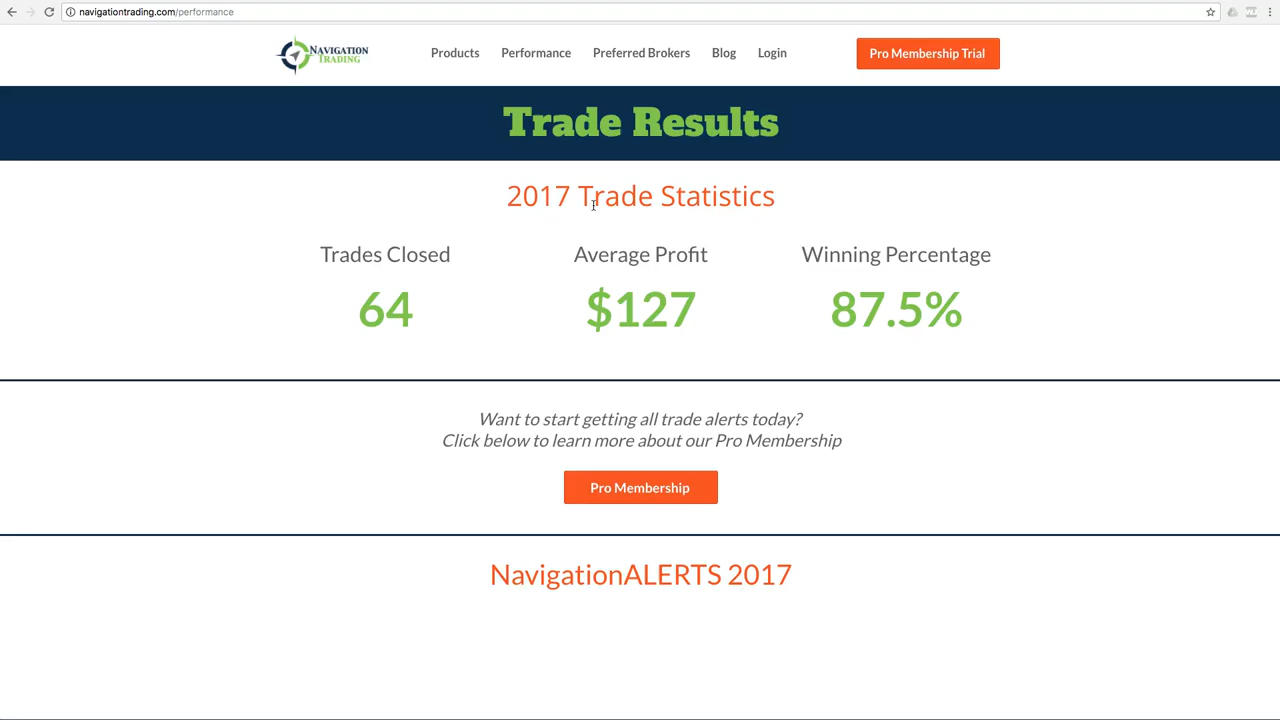 navigationtrading.com/performance
NAVIGATION
TRADING
Products
Performance
Preferred Brokers
Blog
Login
Pro Membership Trial
Trade Results
2017 Trade Statistics
Trades Closed
Average Profit
Winning Percentage
64
$127
87.5%
Want to start getting all trade alerts today?
Click below to learn more about our Pro Membership
Pro Membership
NavigationALERTS 2017